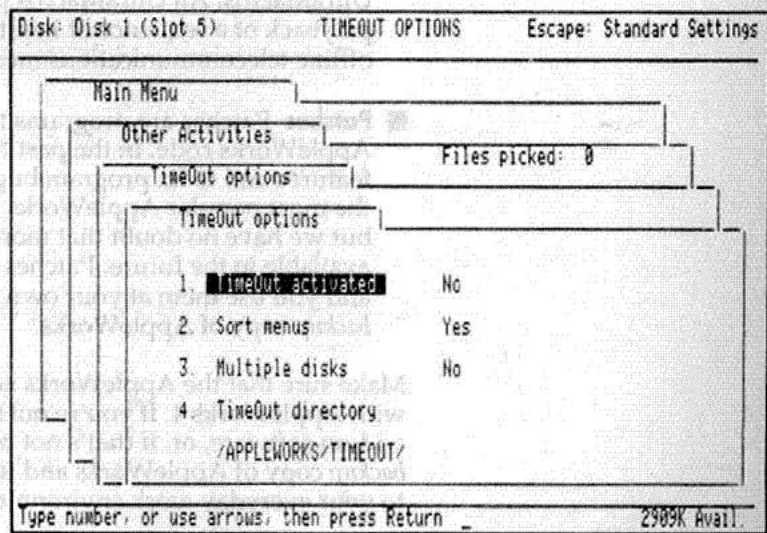 Disk: Disk 1 (Slot 5) TIMEOUT OPTIONS Escape: Standard Settings
Main Menu
Other Activities
Files picked: 0
TimeOut options
TimeOut options
1. TimeOut activated No
2. Sort menus Yes
3. Multiple disks No
4. TimeOut directory
/APPLEWORKS/TIMEOUT/
Type number, or use arrows, then press Return _ 2909K Avail.